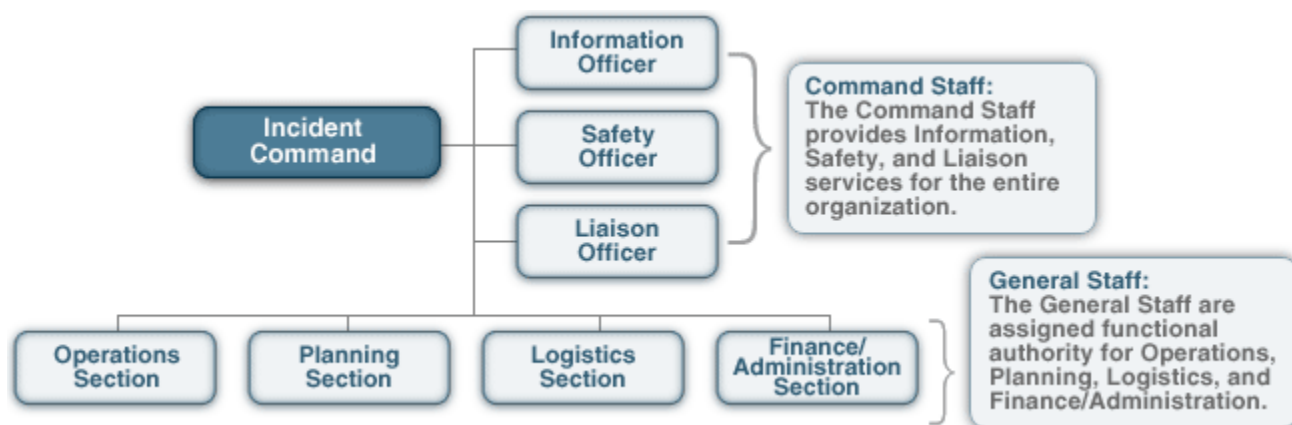 Information
Officer
Incident
Command
Safety
Officer
Liaison
Officer
Command Staff:
The Command Staff
provides Information,
Safety, and Liaison
services for the entire
organization.
Operations
Section
Planning
Section
Logistics
Section
Finance/
Administration
Section
General Staff:
The General Staff are
assigned functional
authority for Operations,
Planning, Logistics, and
Finance/Administration.